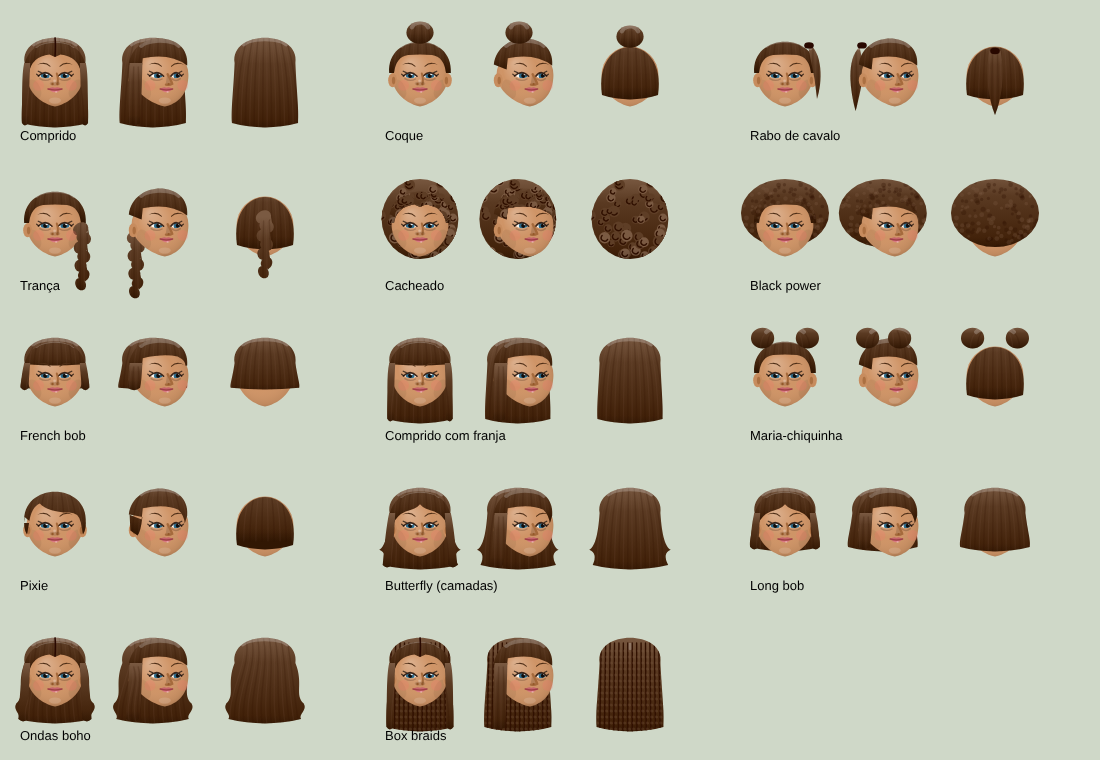 Comprido
Coque
Rabo de cavalo
Trança
Cacheado
Black power
French bob
Comprido com franja
Maria-chiquinha
Pixie
Butterfly (camadas)
Long bob
Ondas boho
Box braids